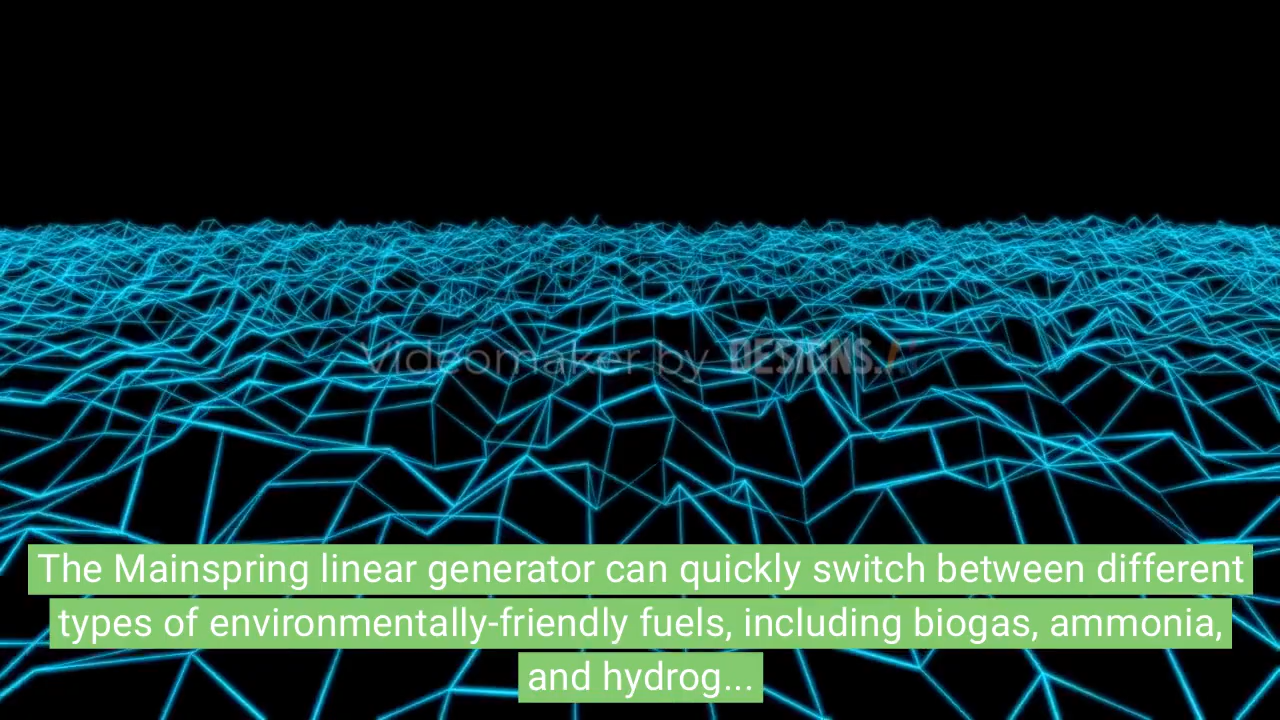 Videomaker by DESIGNS.AI
The Mainspring linear generator can quickly switch between different
types of environmentally-friendly fuels, including biogas, ammonia,
and hydrog...